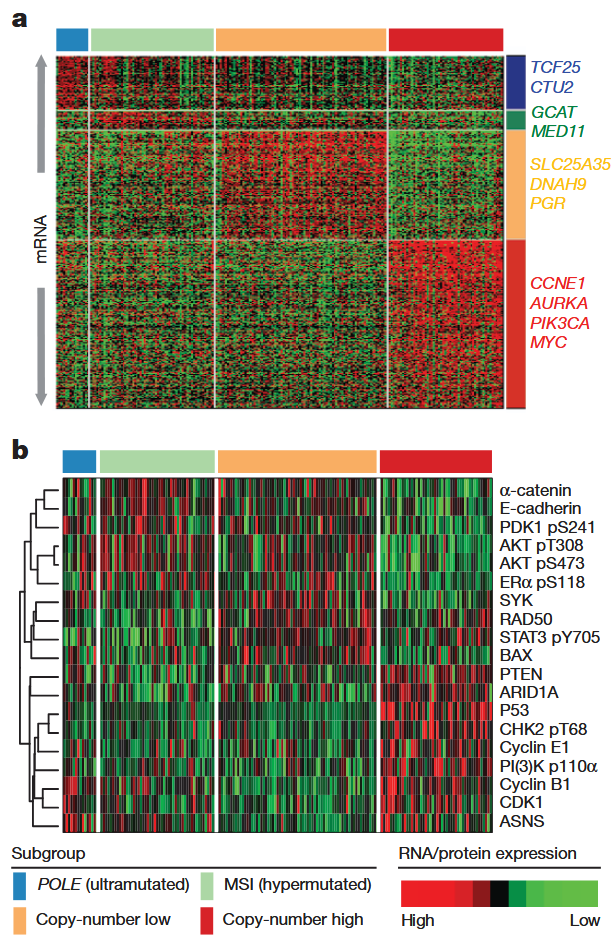 a
TCF25
CTU2
GCAT
MED11
SLC25A35
DNAH9
PGR
mRNA
CCNE1
AURKA
PIK3CA
MYC
b
α-catenin
E-cadherin
PDK1 pS241
AKT pT308
AKT pS473
ERα pS118
SYK
RAD50
STAT3 pY705
BAX
PTEN
ARID1A
P53
CHK2 pT68
Cyclin E1
PI(3)K p110α
Cyclin B1
CDK1
ASNS
Subgroup
POLE (ultramutated)
MSI (hypermutated)
Copy-number low
Copy-number high
RNA/protein expression
High
Low